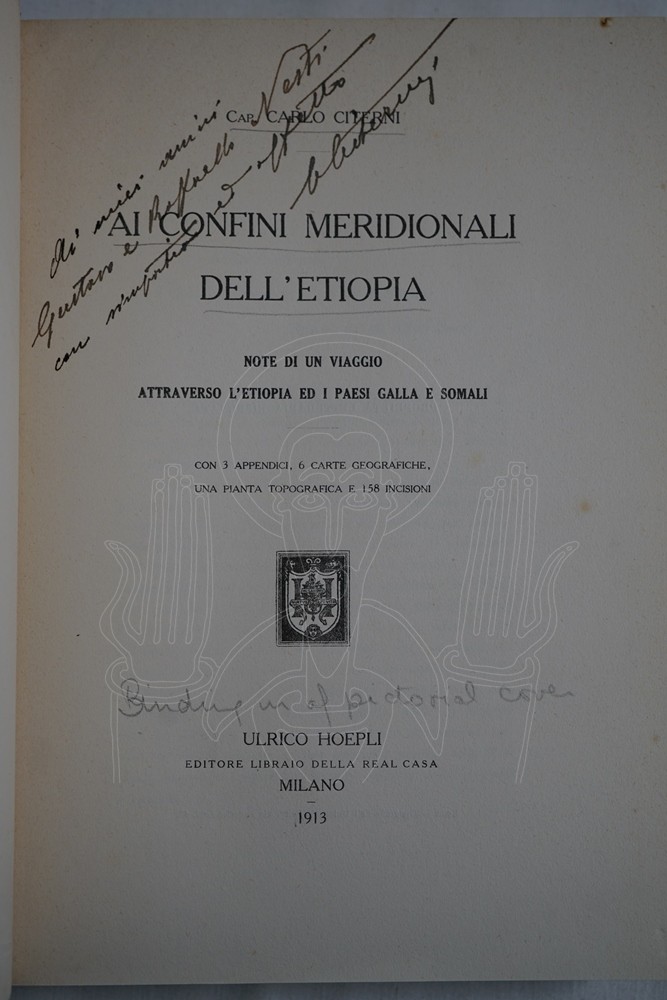 Ai miei amici
Gustavo e Raffaello Nesti
con simpatia ed affetto
CCiterni
CAP. CARLO CITERNI
AI CONFINI MERIDIONALI
DELL'ETIOPIA
NOTE DI UN VIAGGIO
ATTRAVERSO L'ETIOPIA ED I PAESI GALLA E SOMALI
CON 3 APPENDICI, 6 CARTE GEOGRAFICHE,
UNA PIANTA TOPOGRAFICA E 158 INCISIONI
Binding in of pictorial cover
ULRICO HOEPLI
EDITORE LIBRAIO DELLA REAL CASA
MILANO
1913